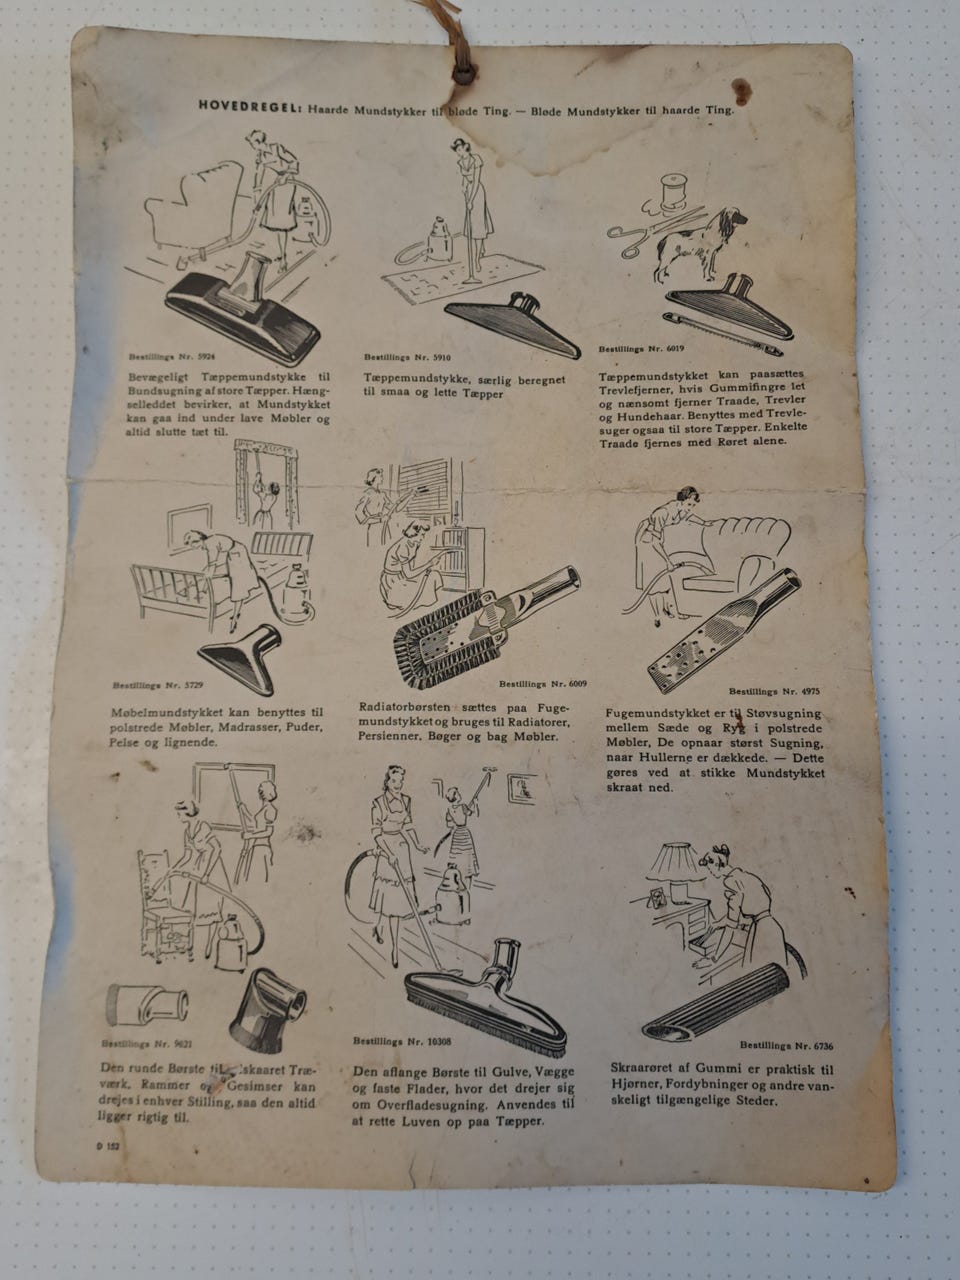 HOVEDREGEL: Haarde Mundstykker til bløde Ting. — Bløde Mundstykker til haarde Ting.
Bestillings Nr. 5924
Bevægeligt Tæppemundstykke til
Bundsugning af store Tæpper. Hæng-
selleddet bevirker, at Mundstykket
kan gaa ind under lave Møbler og
altid slutte tæt til.
Bestillings Nr. 5910
Tæppemundstykke, særlig beregnet
til smaa og lette Tæpper
Bestillings Nr. 6019
Tæppemundstykket kan paasættes
Trevlefjerner, hvis Gummifingre let
og nænsomt fjerner Traade, Trevler
og Hundehaar. Benyttes med Trevle-
suger ogsaa til store Tæpper. Enkelte
Traade fjernes med Røret alene.
Bestillings Nr. 5729
Møbelmundstykket kan benyttes til
polstrede Møbler, Madrasser, Puder,
Pelse og lignende.
Bestillings Nr. 6009
Radiatorbørsten sættes paa Fuge-
mundstykket og bruges til Radiatorer,
Persienner, Bøger og bag Møbler.
Bestillings Nr. 4975
Fugemundstykket er til Støvsugning
mellem Sæde og Ryg i polstrede
Møbler, De opnaar størst Sugning,
naar Hullerne er dækkede. — Dette
gøres ved at stikke Mundstykket
skraat ned.
Bestillings Nr. 9621
Den runde Børste skaaret Træ-
værk, Rammer og Gesimser kan
drejes i enhver Stilling, saa den altid
ligger rigtig til.
Bestillings Nr. 10308
Den aflange Børste til Gulve, Vægge
og faste Flader, hvor det drejer sig
om Overfladesugning. Anvendes til
at rette Luven op paa Tæpper.
Bestillings Nr. 6736
Skraarøret af Gummi er praktisk til
Hjørner, Fordybninger og andre van-
skeligt tilgængelige Steder.
D 152